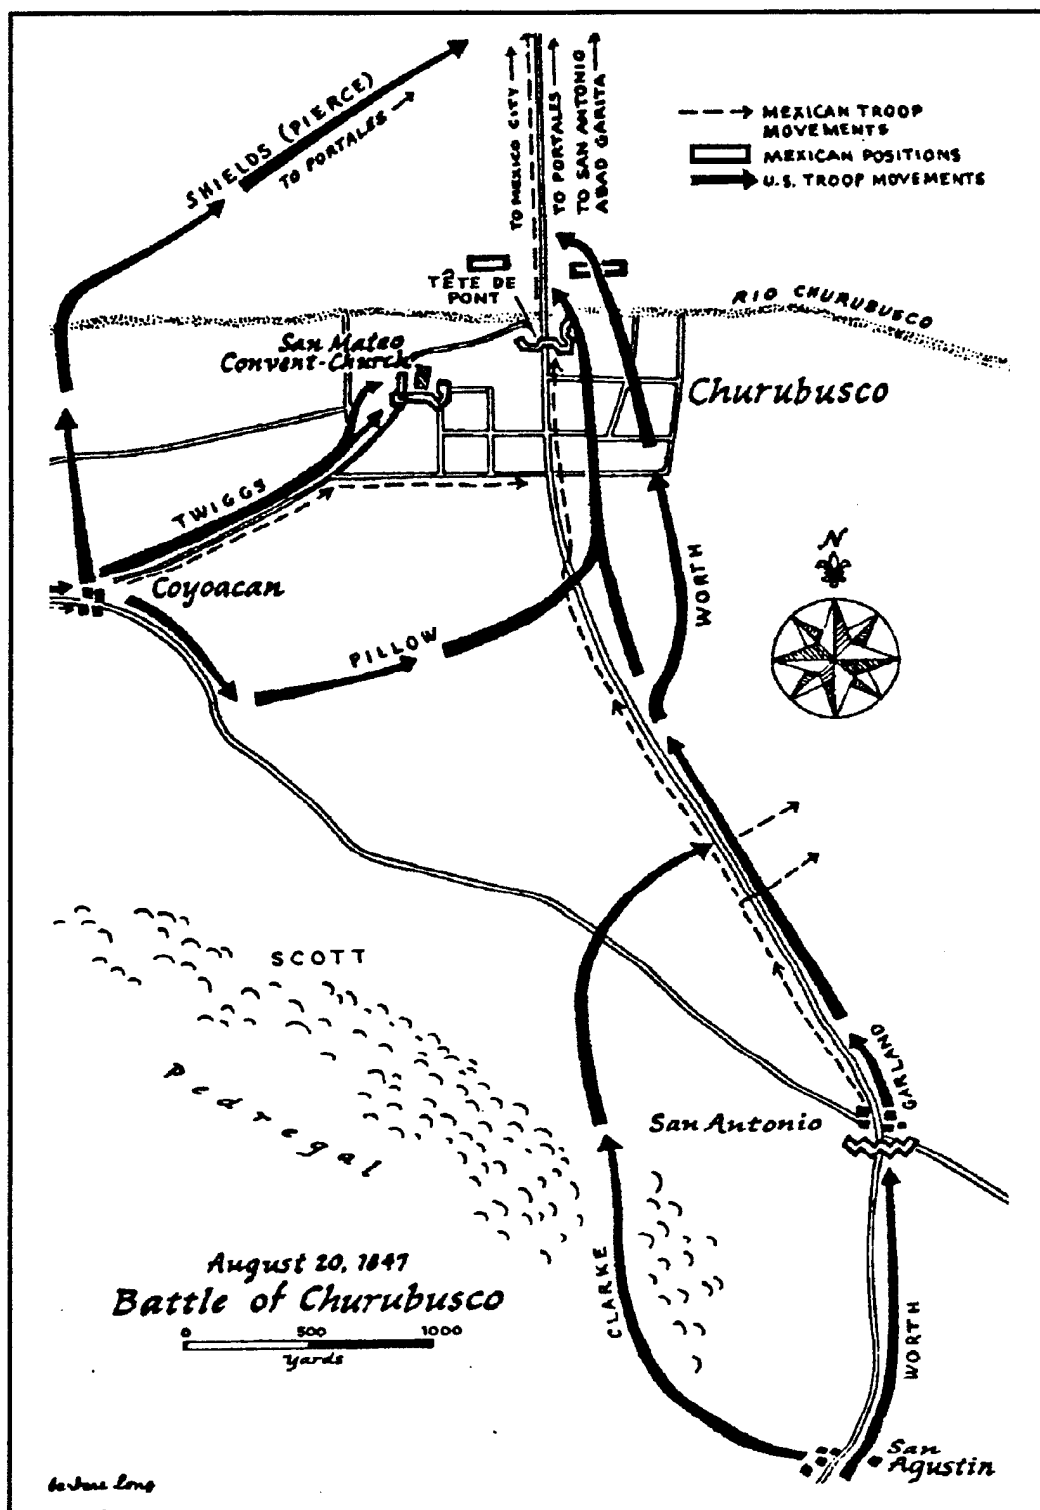 SHIELDS (PIERCE)
TO PORTALES
TO MEXICO CITY
TO PORTALES
TO SAN ANTONIO
ABAD GARITA
MEXICAN TROOP
MOVEMENTS
MEXICAN POSITIONS
U.S. TROOP MOVEMENTS
TÊTE DE
PONT
RIO CHURUBUSCO
San Mateo
Convent-Church
Churubusco
TWIGGS
Coyoacan
PILLOW
WORTH
N
SCOTT
Pedregal
GARLAND
San Antonio
CLARKE
WORTH
August 20, 1847
Battle of Churubusco
0 500 1000
yards
San
Agustin